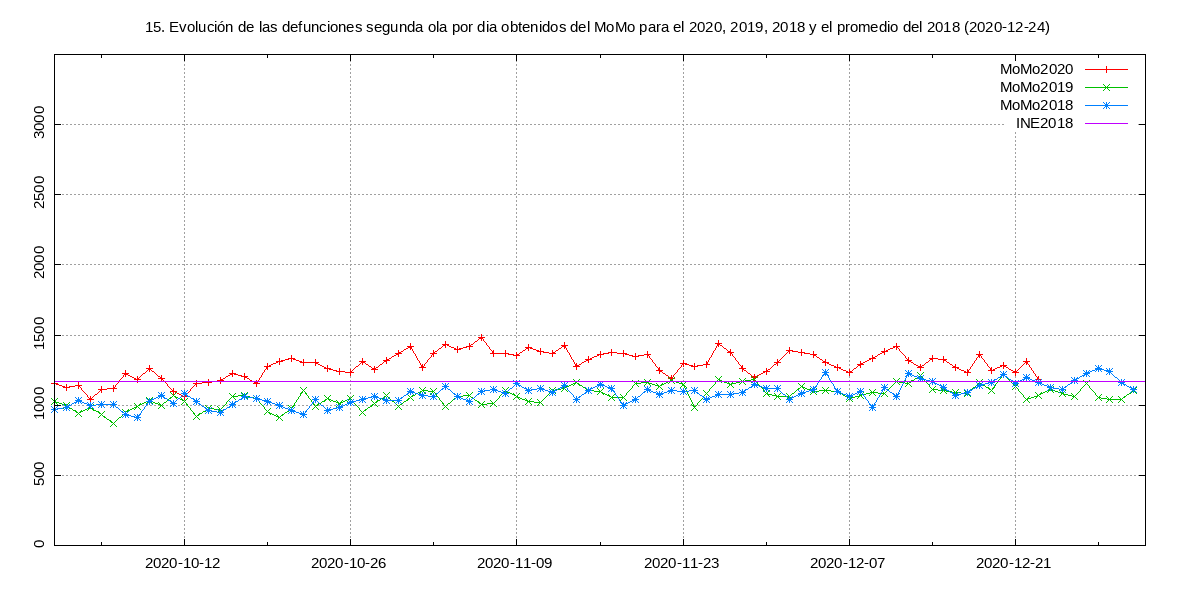 15. Evolución de las defunciones segunda ola por dia obtenidos del MoMo para el 2020, 2019, 2018 y el promedio del 2018 (2020-12-24)
MoMo2020
MoMo2019
MoMo2018
INE2018
3000
2500
2000
1500
1000
500
0
2020-10-12
2020-10-26
2020-11-09
2020-11-23
2020-12-07
2020-12-21